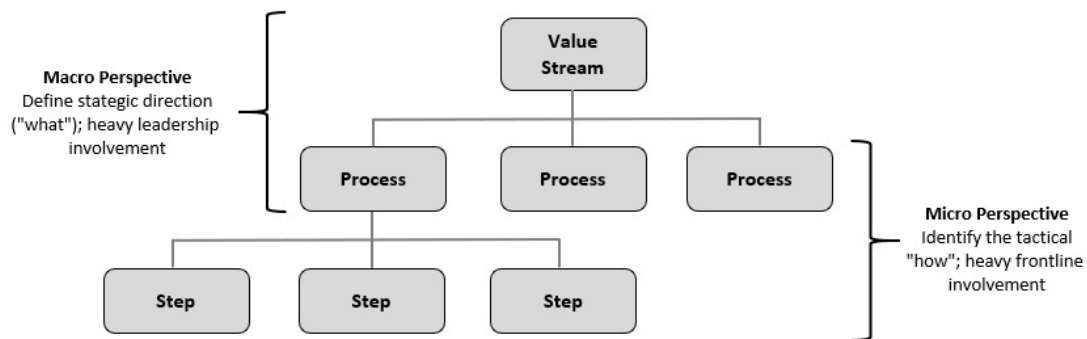 Value
Stream
Macro Perspective
Define stategic direction
("what"); heavy leadership
involvement
Process
Process
Process
Micro Perspective
Identify the tactical
"how"; heavy frontline
involvement
Step
Step
Step